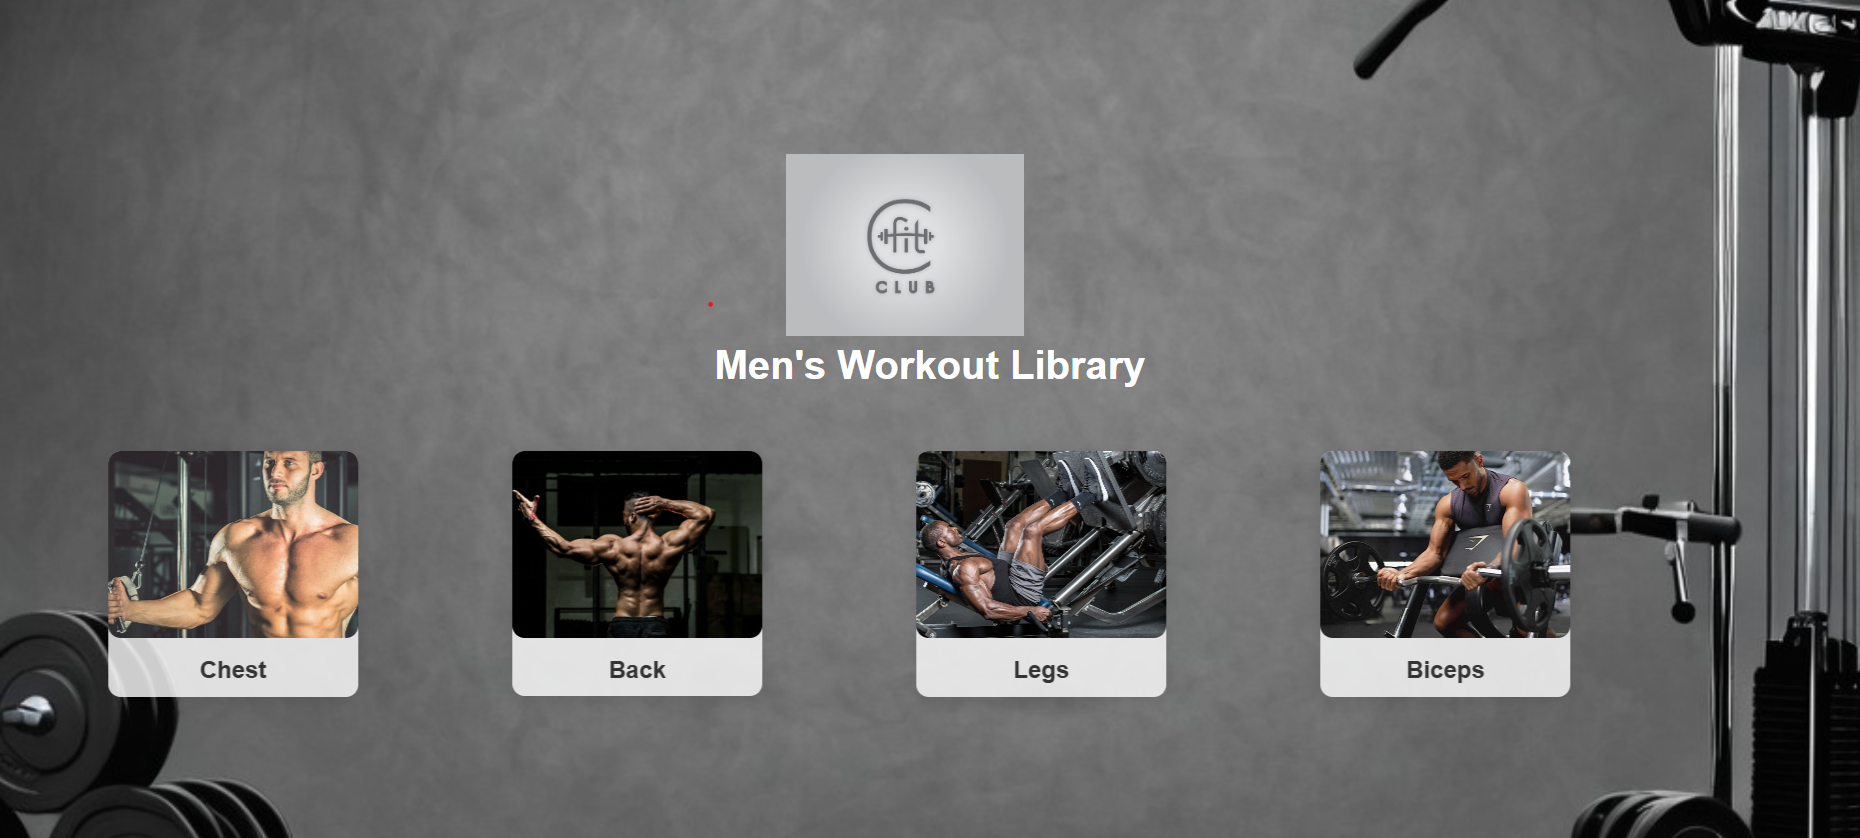 fit
CLUB
Men's Workout Library
Chest
Back
Legs
Biceps